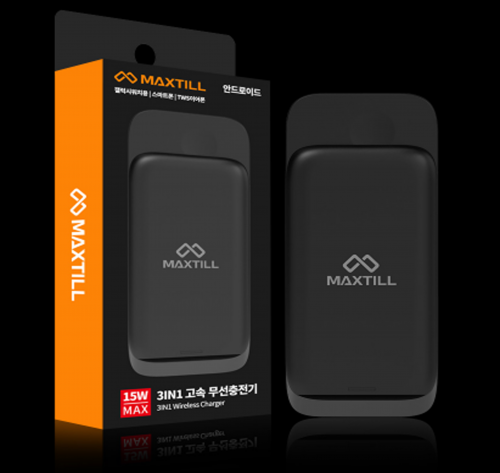 MAXTILL
갤럭시워치용 | 스마트폰 | TWS이어폰
안드로이드
MAXTILL
MAXTILL
15W
MAX
3IN1 고속 무선충전기
3IN1 Wireless Charger
MAXTILL